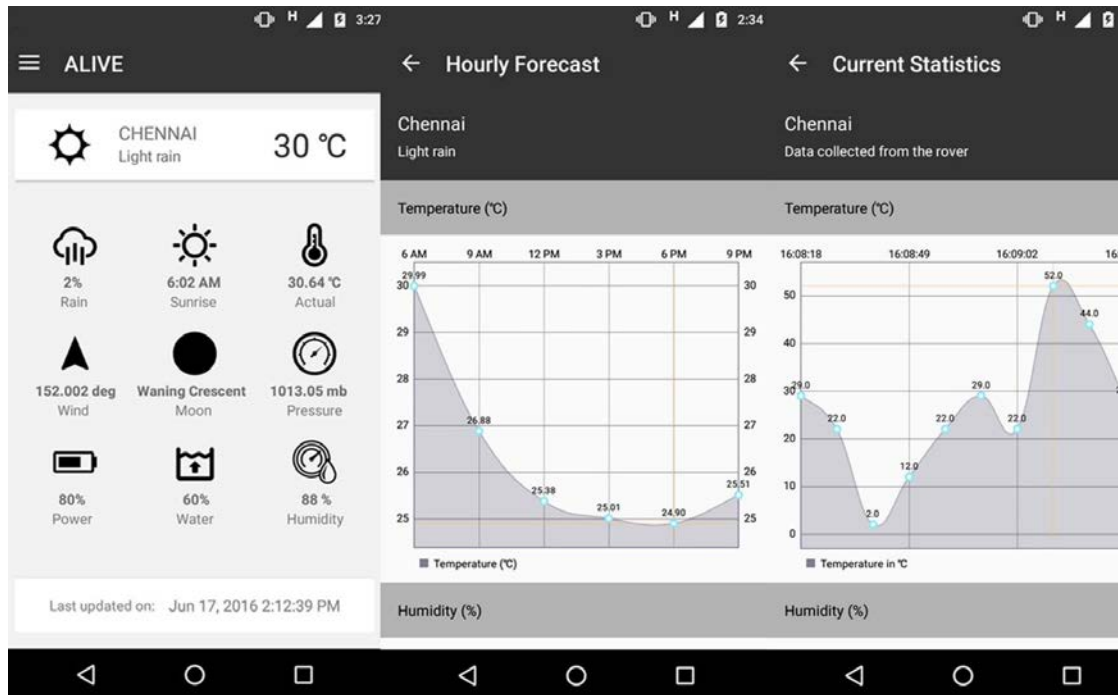 H 3:27
ALIVE
CHENNAI
Light rain
30 °C
2%
Rain
6:02 AM
Sunrise
30.64 °C
Actual
152.002 deg
Wind
Waning Crescent
Moon
1013.05 mb
Pressure
80%
Power
60%
Water
88 %
Humidity
Last updated on: Jun 17, 2016 2:12:39 PM
H 2:34
Hourly Forecast
Chennai
Light rain
Temperature (°C)
6 AM 9 AM 12 PM 3 PM 6 PM 9 PM
29.99
30 30
29 29
28 28
27 27
26.88
26 26
25.38
25.01
24.90
25.51
25 25
Temperature (°C)
Humidity (%)
H
Current Statistics
Chennai
Data collected from the rover
Temperature (°C)
16:08:18 16:08:49 16:09:02 16
52.0
50
44.0
40
30
29.0
22.0
2.0
12.0
22.0
29.0
22.0
20
10
0
Temperature in °C
Humidity (%)